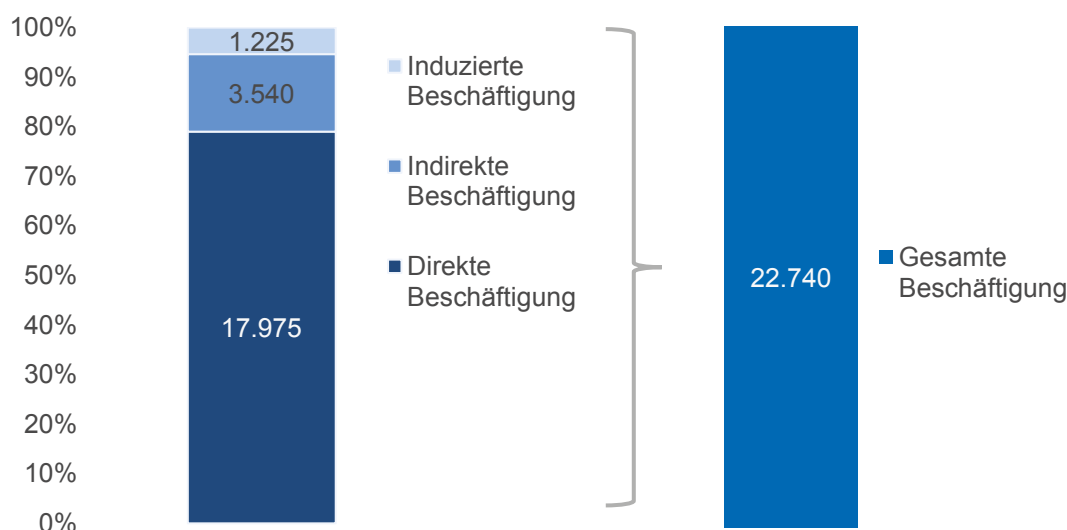 100%
90%
80%
70%
60%
50%
40%
30%
20%
10%
0%
1.225
3.540
17.975
Induzierte
Beschäftigung
Indirekte
Beschäftigung
Direkte
Beschäftigung
22.740
Gesamte
Beschäftigung